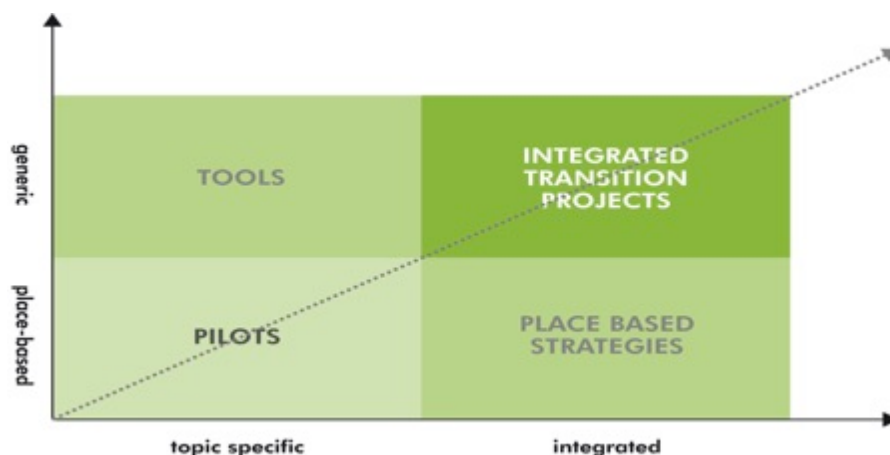 generic
place-based
TOOLS
INTEGRATED
TRANSITION
PROJECTS
PILOTS
PLACE BASED
STRATEGIES
topic specific
integrated